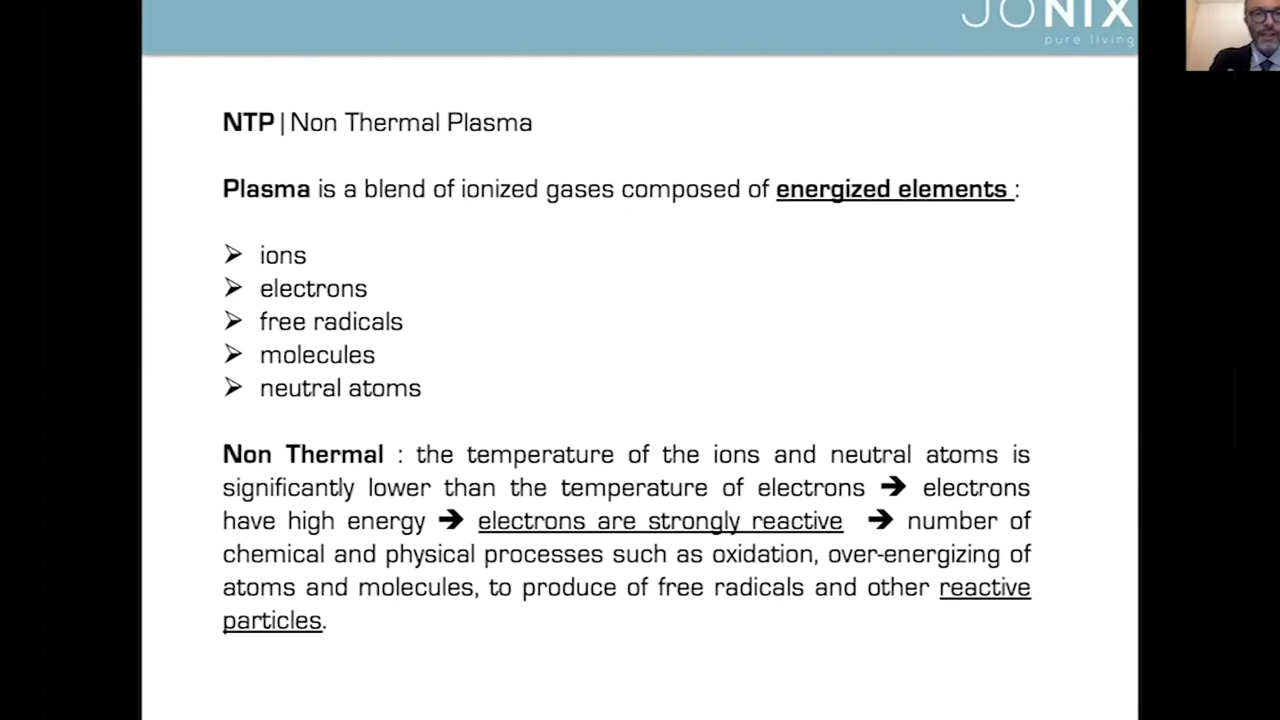 JONIX
pure living
NTP | Non Thermal Plasma
Plasma is a blend of ionized gases composed of energized elements :
➢ ions
➢ electrons
➢ free radicals
➢ molecules
➢ neutral atoms
Non Thermal : the temperature of the ions and neutral atoms is
significantly lower than the temperature of electrons ➔ electrons
have high energy ➔ electrons are strongly reactive ➔ number of
chemical and physical processes such as oxidation, over-energizing of
atoms and molecules, to produce of free radicals and other reactive
particles.